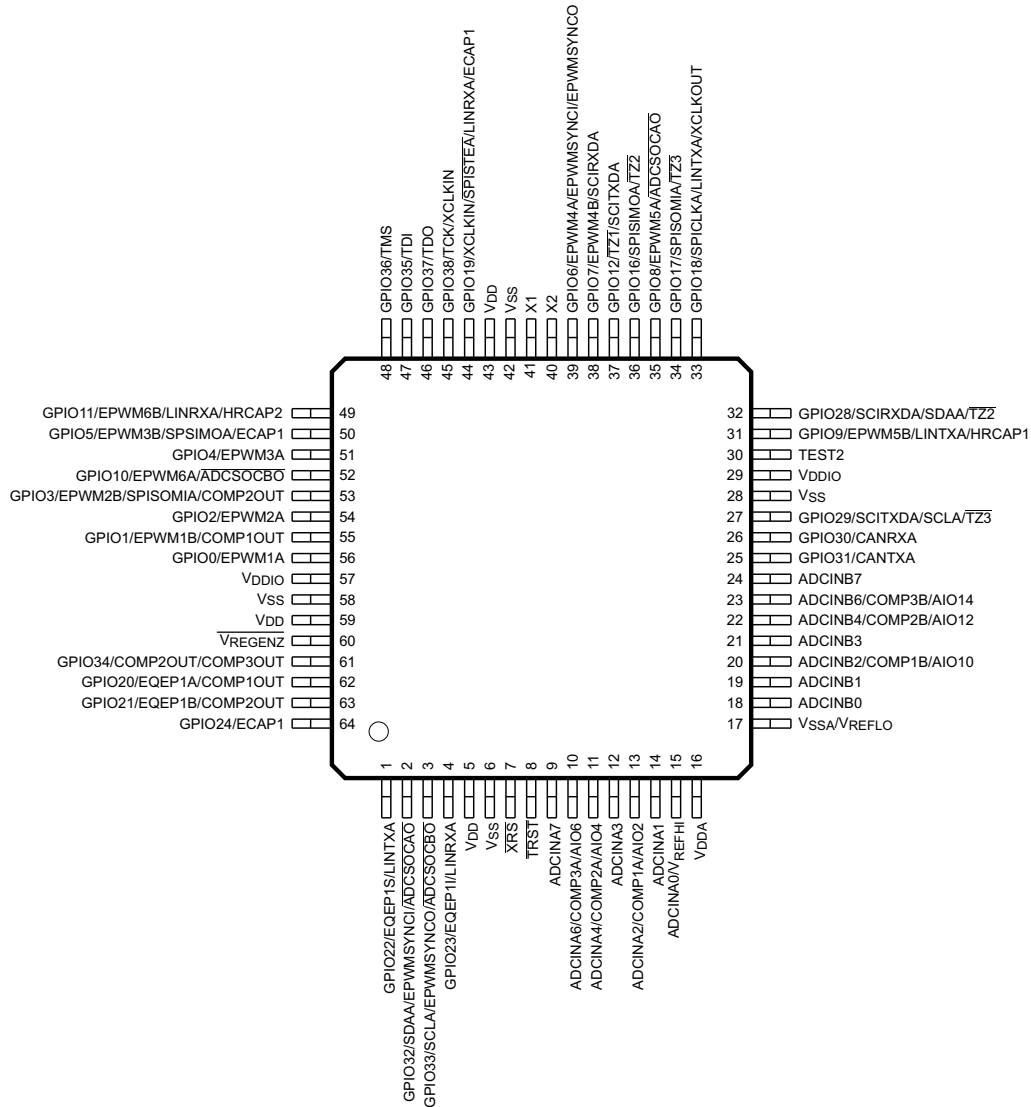 GPIO36/TMS
GPIO35/TDI
GPIO37/TDO
GPIO38/TCK/XCLKIN
GPIO19/XCLKIN/SPISTEA/LINRXA/ECAP1
VDD
VSS
X1
X2
GPIO6/EPWM4A/EPWMSYNCI/EPWMSYNCO
GPIO7/EPWM4B/SCIRXDA
GPIO12/TZ1/SCITXDA
GPIO16/SPISIMOA/TZ2
GPIO8/EPWM5A/ADCSOCAO
GPIO17/SPISOMIA/TZ3
GPIO18/SPICLKA/LINTXA/XCLKOUT
48
47
46
45
44
43
42
41
40
39
38
37
36
35
34
33
GPIO11/EPWM6B/LINRXA/HRCAP2 49
GPIO5/EPWM3B/SPSIMOA/ECAP1 50
GPIO4/EPWM3A 51
GPIO10/EPWM6A/ADCSOCBO 52
GPIO3/EPWM2B/SPISOMIA/COMP2OUT 53
GPIO2/EPWM2A 54
GPIO1/EPWM1B/COMP1OUT 55
GPIO0/EPWM1A 56
VDDIO 57
VSS 58
VDD 59
VREGENZ 60
GPIO34/COMP2OUT/COMP3OUT 61
GPIO20/EQEP1A/COMP1OUT 62
GPIO21/EQEP1B/COMP2OUT 63
GPIO24/ECAP1 64
32 GPIO28/SCIRXDA/SDAA/TZ2
31 GPIO9/EPWM5B/LINTXA/HRCAP1
30 TEST2
29 VDDIO
28 VSS
27 GPIO29/SCITXDA/SCLA/TZ3
26 GPIO30/CANRXA
25 GPIO31/CANTXA
24 ADCINB7
23 ADCINB6/COMP3B/AIO14
22 ADCINB4/COMP2B/AIO12
21 ADCINB3
20 ADCINB2/COMP1B/AIO10
19 ADCINB1
18 ADCINB0
17 VSSA/VREFLO
1
2
3
4
5
6
7
8
9
10
11
12
13
14
15
16
GPIO22/EQEP1S/LINTXA
GPIO32/SDAA/EPWMSYNCI/ADCSOCAO
GPIO33/SCLA/EPWMSYNCO/ADCSOCBO
GPIO23/EQEP1I/LINRXA
VDD
VSS
XRS
TRST
ADCINA7
ADCINA6/COMP3A/AIO6
ADCINA4/COMP2A/AIO4
ADCINA3
ADCINA2/COMP1A/AIO2
ADCINA1
ADCINA0/VREFHI
VDDA